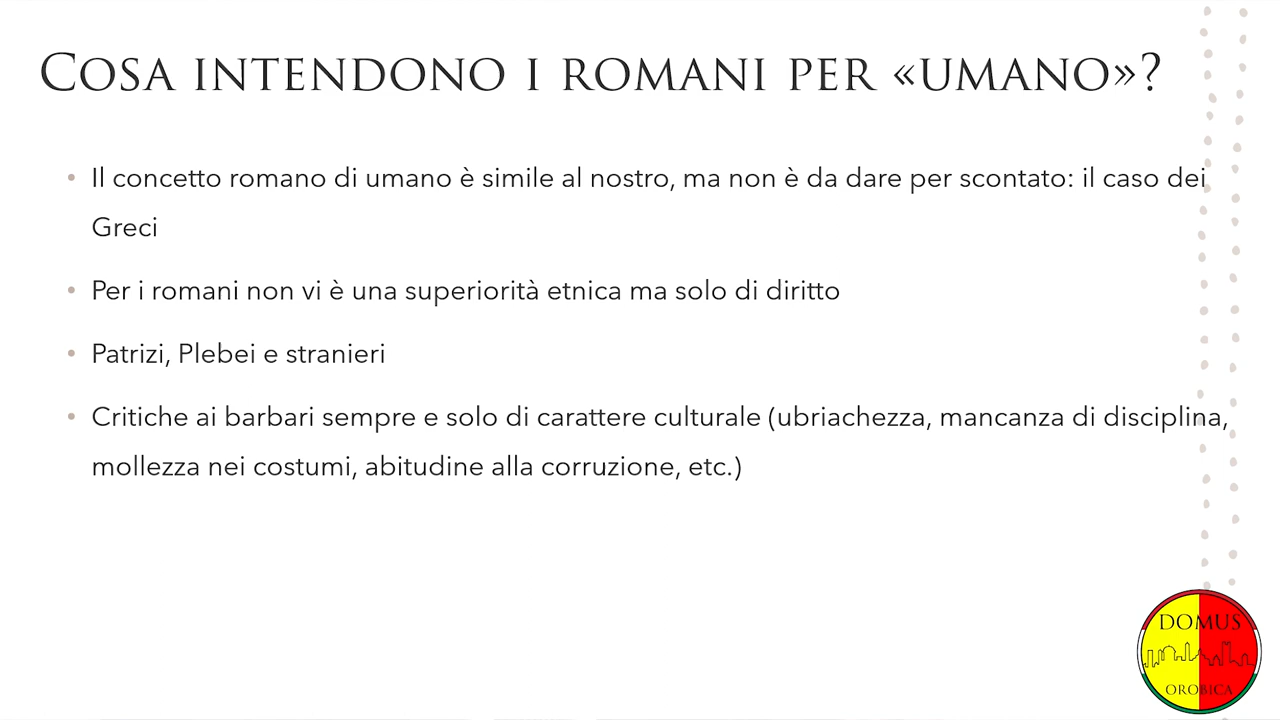 Cosa intendono i romani per «umano»?
• Il concetto romano di umano è simile al nostro, ma non è da dare per scontato: il caso dei
Greci
• Per i romani non vi è una superiorità etnica ma solo di diritto
• Patrizi, Plebei e stranieri
• Critiche ai barbari sempre e solo di carattere culturale (ubriachezza, mancanza di disciplina,
mollezza nei costumi, abitudine alla corruzione, etc.)
DOMUS
OROBICA